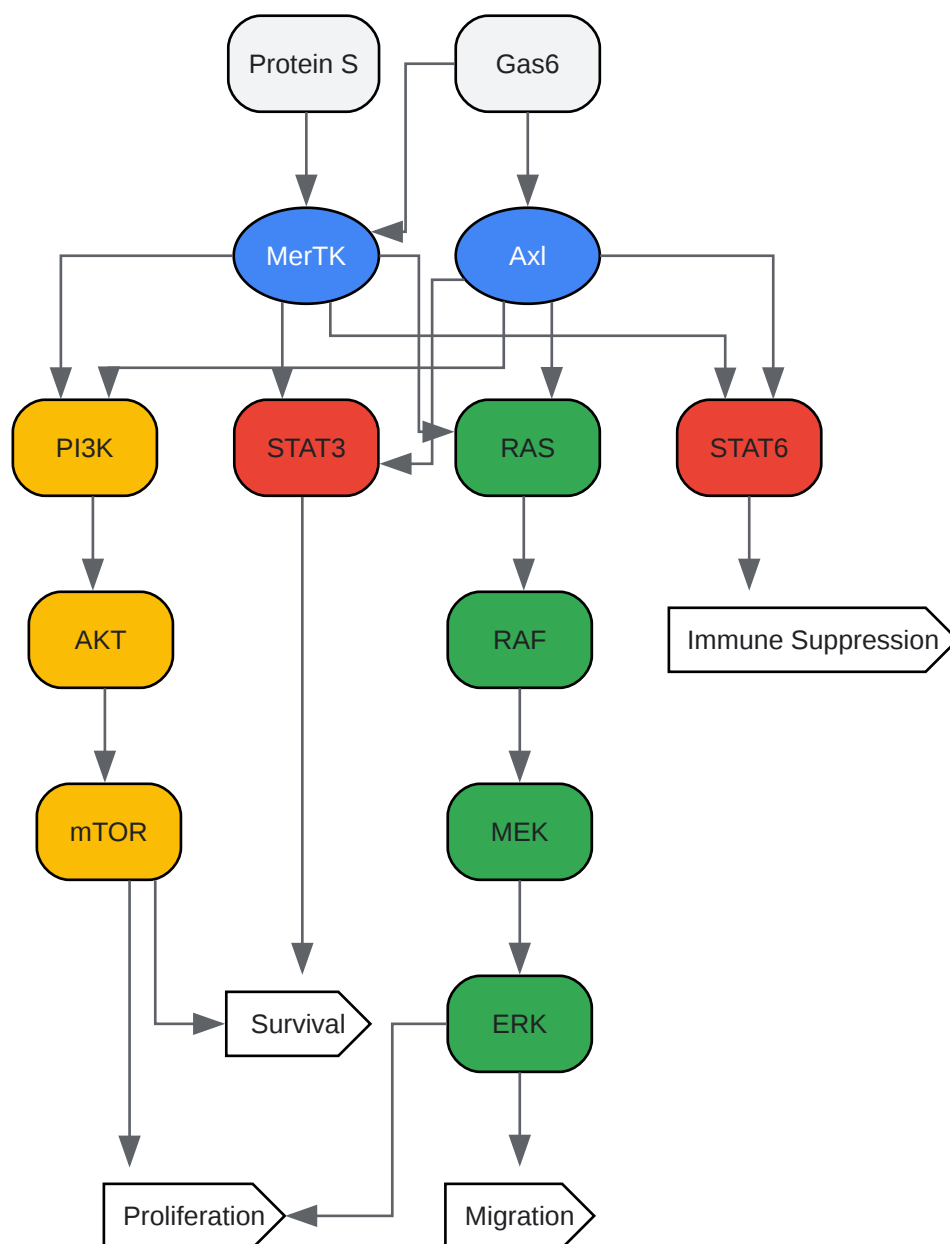 Protein S
Gas6
MerTK
Axl
PI3K
STAT3
RAS
STAT6
AKT
RAF
Immune Suppression
mTOR
MEK
Survival
ERK
Proliferation
Migration